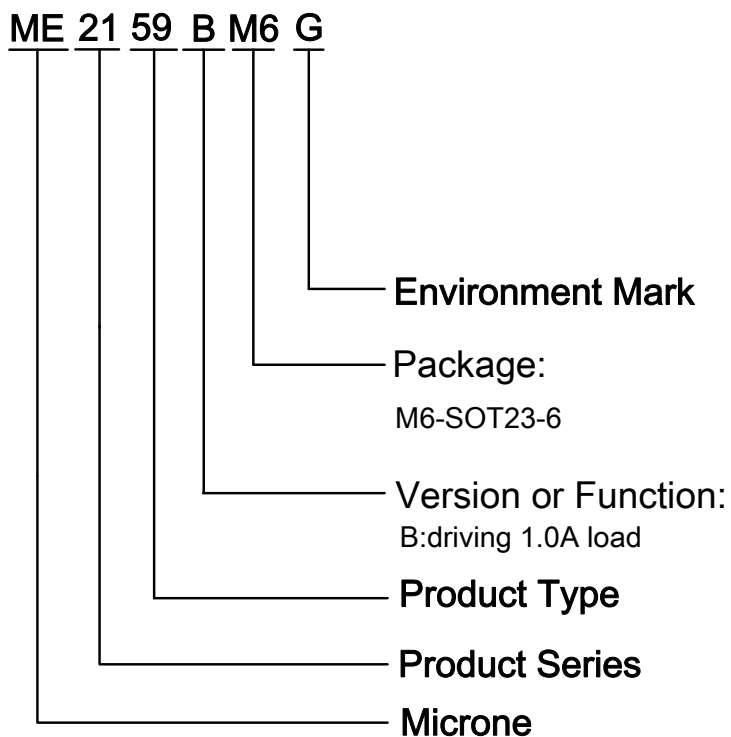 ME 21 59 B M6 G
Environment Mark
Package:
M6-SOT23-6
Version or Function:
B:driving 1.0A load
Product Type
Product Series
Microne